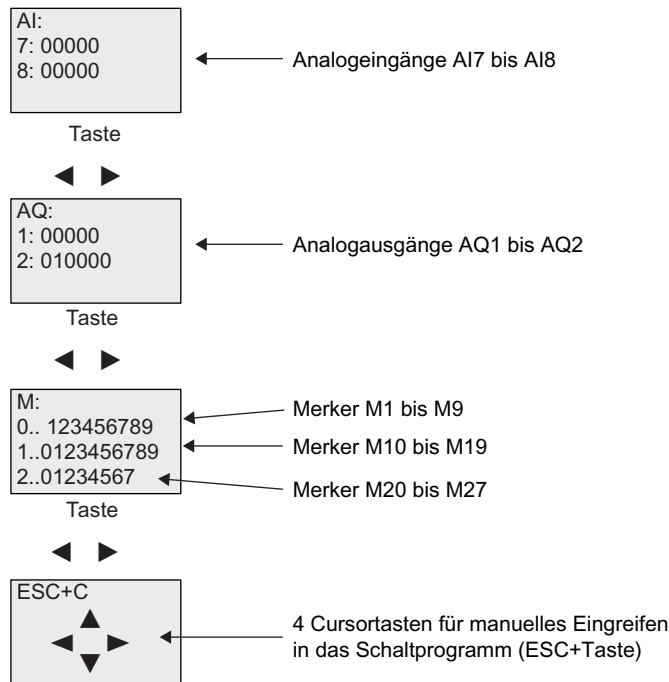 AI:
7: 00000
8: 00000
Analogeingänge AI7 bis AI8
Taste
AQ:
1: 00000
2: 010000
Analogausgänge AQ1 bis AQ2
Taste
M:
0.. 123456789
1..0123456789
2..01234567
Merker M1 bis M9
Merker M10 bis M19
Merker M20 bis M27
Taste
ESC+C
4 Cursortasten für manuelles Eingreifen
in das Schaltprogramm (ESC+Taste)